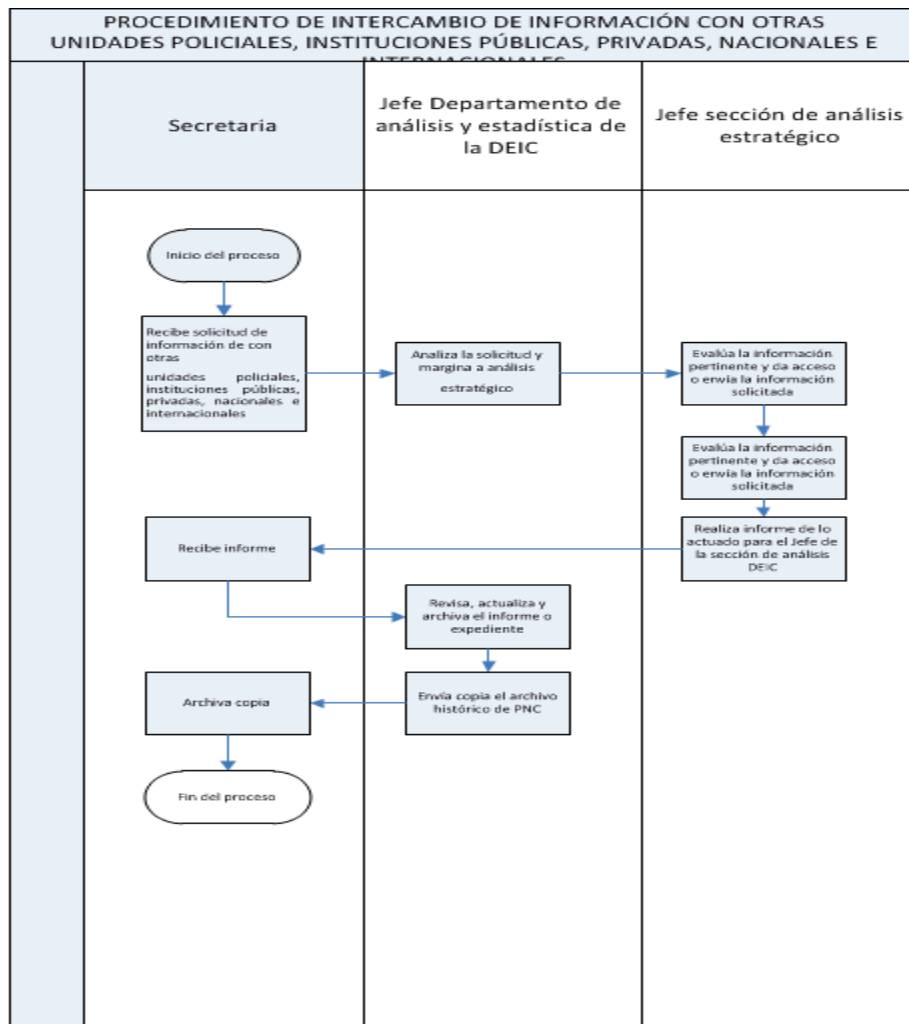 PROCEDIMIENTO DE INTERCAMBIO DE INFORMACIÓN CON OTRAS
UNIDADES POLICIALES, INSTITUCIONES PÚBLICAS, PRIVADAS, NACIONALES E
INTERNACIONALES
Secretaria
Jefe Departamento de
análisis y estadística de
la DEIC
Jefe sección de análisis
estratégico
Inicio del proceso
Recibe solicitud de
información de con
otras
unidades policiales,
instituciones públicas,
privadas, nacionales e
internacionales
Analiza la solicitud y
margina a análisis
estratégico
Evalúa la información
pertinente y da acceso
o envia la información
solicitada
Evalúa la información
pertinente y da acceso
o envia la información
solicitada
Realiza informe de lo
actuado para el Jefe de
la sección de análisis
DEIC
Recibe informe
Revisa, actualiza y
archiva el informe o
expediente
Envía copia el archivo
histórico de PNC
Archiva copia
Fin del proceso